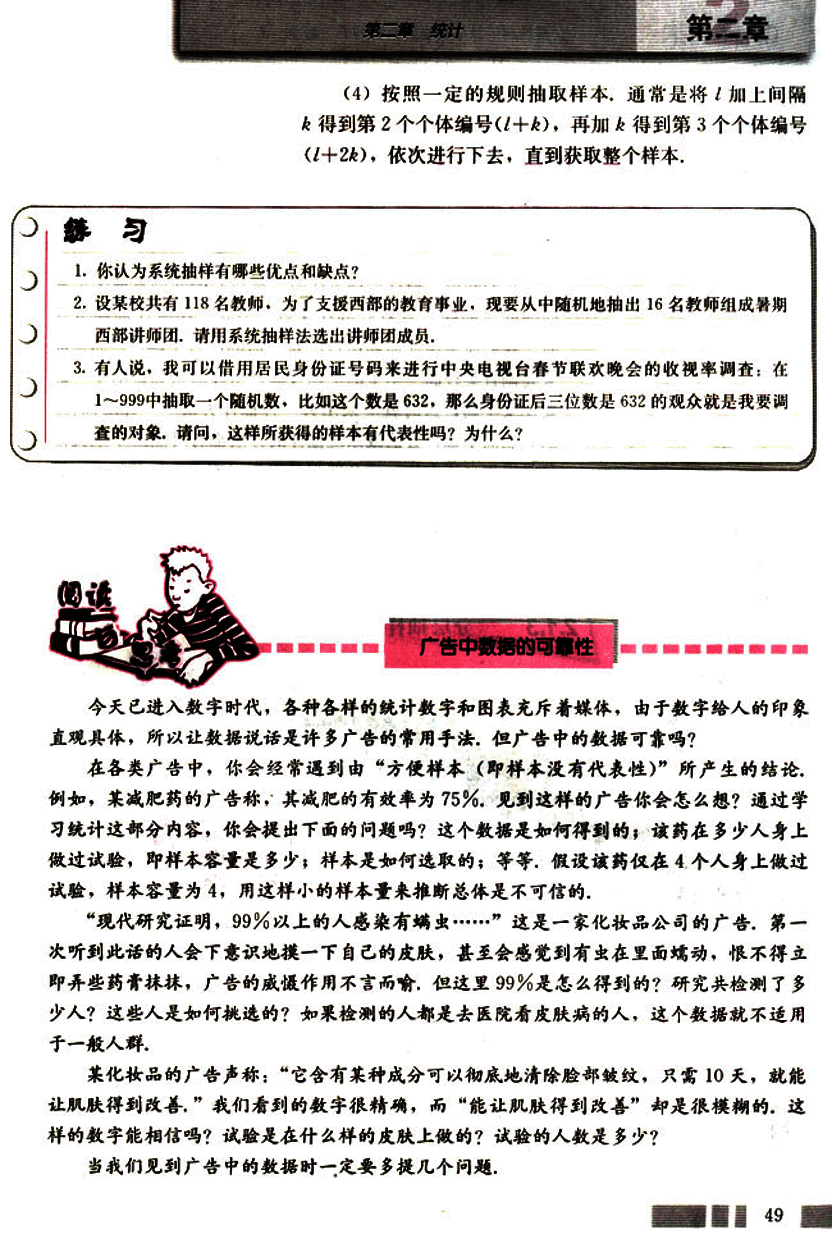 第二章 统计
第二章
(4) 按照一定的规则抽取样本. 通常是将 l 加上间隔
k 得到第 2 个个体编号(l+k), 再加 k 得到第 3 个个体编号
(l+2k), 依次进行下去, 直到获取整个样本.
练 习
1. 你认为系统抽样有哪些优点和缺点?
2. 设某校共有 118 名教师, 为了支援西部的教育事业, 现要从中随机地抽出 16 名教师组成暑期
西部讲师团. 请用系统抽样法选出讲师团成员.
3. 有人说, 我可以借用居民身份证号码来进行中央电视台春节联欢晚会的收视率调查: 在
1~999中抽取一个随机数, 比如这个数是 632, 那么身份证后三位数是 632 的观众就是我要调
查的对象. 请问, 这样所获得的样本有代表性吗? 为什么?
阅读
与
思考
广告中数据的可靠性
今天已进入数字时代, 各种各样的统计数字和图表充斥着媒体, 由于数字给人的印象
直观具体, 所以让数据说话是许多广告的常用手法. 但广告中的数据可靠吗?
在各类广告中, 你会经常遇到由“方便样本 (即样本没有代表性)”所产生的结论.
例如, 某减肥药的广告称, 其减肥的有效率为 75%. 见到这样的广告你会怎么想? 通过学
习统计这部分内容, 你会提出下面的问题吗? 这个数据是如何得到的; 该药在多少人身上
做过试验, 即样本容量是多少; 样本是如何选取的; 等等. 假设该药仅在 4 个人身上做过
试验, 样本容量为 4, 用这样小的样本量来推断总体是不可信的.
“现代研究证明, 99%以上的人感染有螨虫……”这是一家化妆品公司的广告. 第一
次听到此话的人会下意识地摸一下自己的皮肤, 甚至会感觉到有虫在里面蠕动, 恨不得立
即弄些药膏抹抹, 广告的威慑作用不言而喻. 但这里 99%是怎么得到的? 研究共检测了多
少人? 这些人是如何挑选的? 如果检测的人都是去医院看皮肤病的人, 这个数据就不适用
于一般人群.
某化妆品的广告声称: “它含有某种成分可以彻底地清除脸部皱纹, 只需 10 天, 就能
让肌肤得到改善.”我们看到的数字很精确, 而“能让肌肤得到改善”却是很模糊的. 这
样的数字能相信吗? 试验是在什么样的皮肤上做的? 试验的人数是多少?
当我们见到广告中的数据时一定要多提几个问题.
49